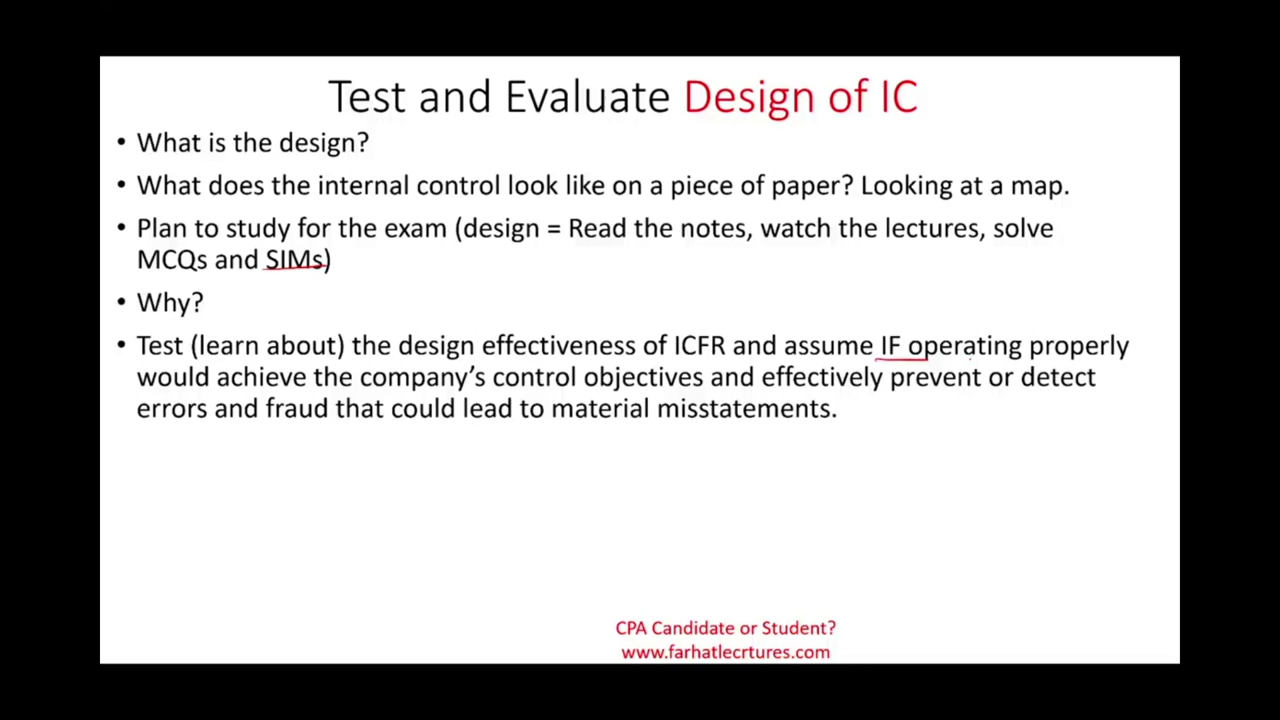 Test and Evaluate Design of IC
• What is the design?
• What does the internal control look like on a piece of paper? Looking at a map.
• Plan to study for the exam (design = Read the notes, watch the lectures, solve
MCQs and SIMs)
• Why?
• Test (learn about) the design effectiveness of ICFR and assume IF operating properly
would achieve the company's control objectives and effectively prevent or detect
errors and fraud that could lead to material misstatements.
CPA Candidate or Student?
www.farhatlecrtures.com